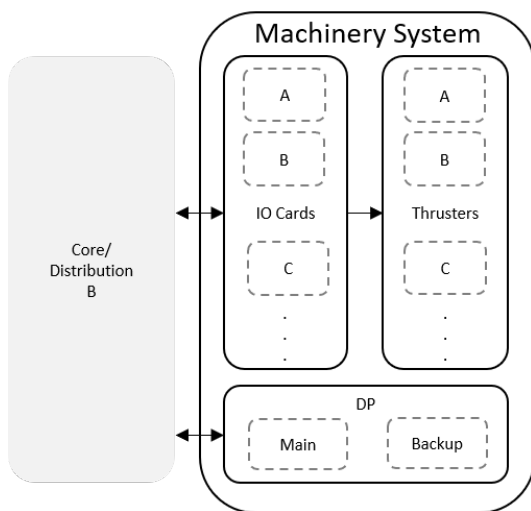 Machinery System
Core/
Distribution
B
A
B
IO Cards
C
.
.
.
A
B
Thrusters
C
.
.
.
DP
Main
Backup